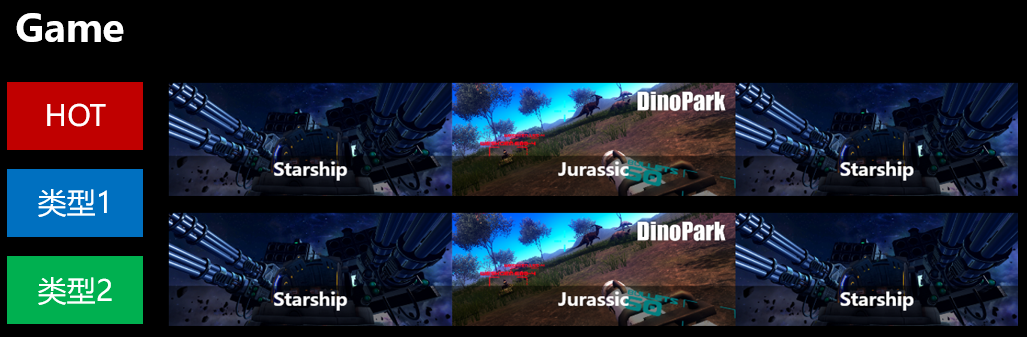 Game
HOT
类型1
类型2
DinoPark
Starship
Jurassic
Starship
DinoPark
Starship
Jurassic
Starship